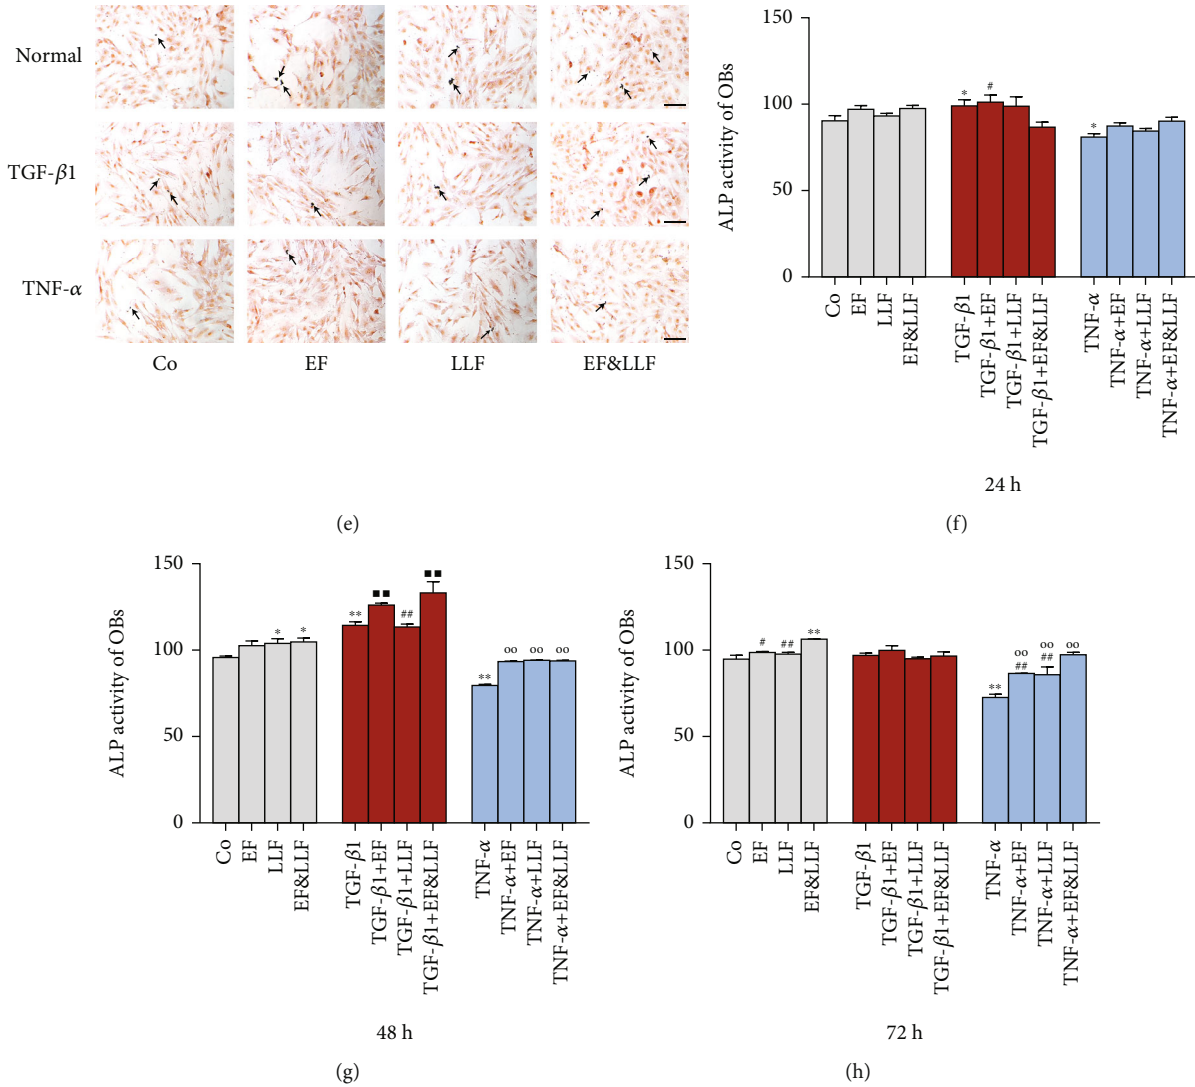 Normal
TGF-β1
TNF-α
Co EF LLF EF&LLF
(e)
ALP activity of OBs
150
100
50
0
* # *
Co EF LLF EF&LLF TGF-β1 TGF-β1+EF TGF-β1+LLF TGF-β1+EF&LLF TNF-α TNF-α+EF TNF-α+LLF TNF-α+EF&LLF
24 h
(f)
ALP activity of OBs
150
100
50
0
* * ** ■■ ## ■■ ** oo oo oo
Co EF LLF EF&LLF TGF-β1 TGF-β1+EF TGF-β1+LLF TGF-β1+EF&LLF TNF-α TNF-α+EF TNF-α+LLF TNF-α+EF&LLF
48 h
(g)
ALP activity of OBs
150
100
50
0
# ## ** ** oo ## oo ## oo
Co EF LLF EF&LLF TGF-β1 TGF-β1+EF TGF-β1+LLF TGF-β1+EF&LLF TNF-α TNF-α+EF TNF-α+LLF TNF-α+EF&LLF
72 h
(h)